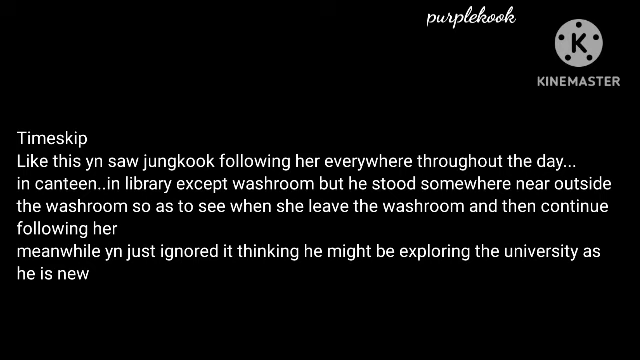 purplekook
K
KINEMASTER
Timeskip
Like this yn saw jungkook following her everywhere throughout the day...
in canteen..in library except washroom but he stood somewhere near outside
the washroom so as to see when she leave the washroom and then continue
following her
meanwhile yn just ignored it thinking he might be exploring the university as
he is new